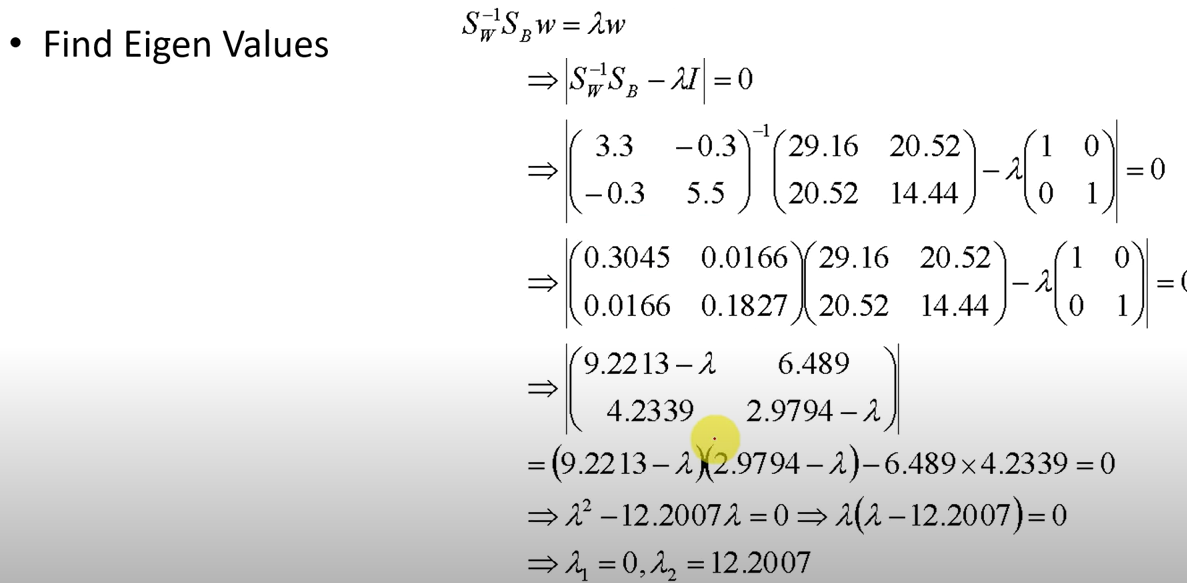 • Find Eigen Values
S_W^{-1} S_B w = λw
⇒ |S_W^{-1} S_B − λI| = 0
⇒ |(3.3 −0.3; −0.3 5.5)^{-1} (29.16 20.52; 20.52 14.44) − λ(1 0; 0 1)| = 0
⇒ |(0.3045 0.0166; 0.0166 0.1827)(29.16 20.52; 20.52 14.44) − λ(1 0; 0 1)| = 0
⇒ |(9.2213 − λ 6.489; 4.2339 2.9794 − λ)|
= (9.2213 − λ)(2.9794 − λ) − 6.489 × 4.2339 = 0
⇒ λ² − 12.2007λ = 0 ⇒ λ(λ − 12.2007) = 0
⇒ λ₁ = 0, λ₂ = 12.2007